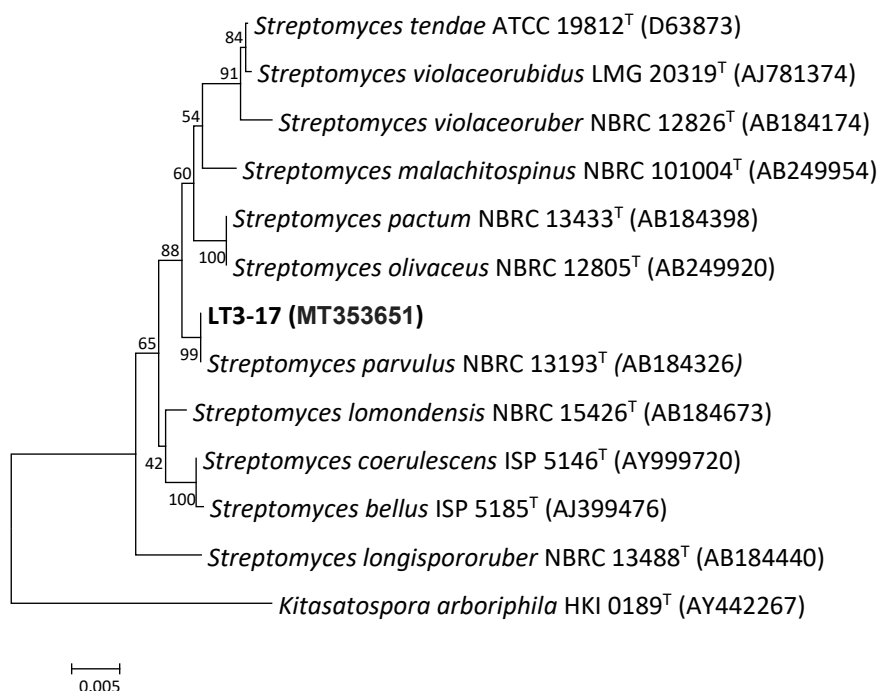 84
Streptomyces tendae ATCC 19812ᵀ (D63873)
91
Streptomyces violaceorubidus LMG 20319ᵀ (AJ781374)
54
Streptomyces violaceoruber NBRC 12826ᵀ (AB184174)
60
Streptomyces malachitospinus NBRC 101004ᵀ (AB249954)
Streptomyces pactum NBRC 13433ᵀ (AB184398)
88
100
Streptomyces olivaceus NBRC 12805ᵀ (AB249920)
LT3-17 (MT353651)
65
99
Streptomyces parvulus NBRC 13193ᵀ (AB184326)
Streptomyces lomondensis NBRC 15426ᵀ (AB184673)
42
Streptomyces coerulescens ISP 5146ᵀ (AY999720)
100
Streptomyces bellus ISP 5185ᵀ (AJ399476)
Streptomyces longispororuber NBRC 13488ᵀ (AB184440)
Kitasatospora arboriphila HKI 0189ᵀ (AY442267)
0.005